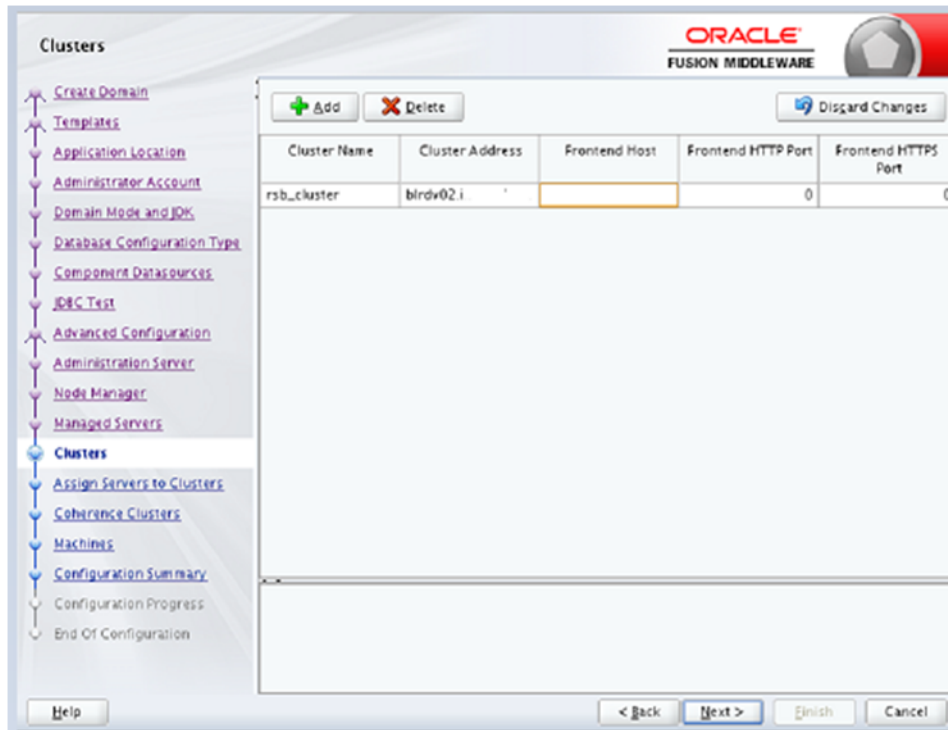 Clusters
ORACLE
FUSION MIDDLEWARE
Create Domain
Templates
Application Location
Administrator Account
Domain Mode and JDK
Database Configuration Type
Component Datasources
JDBC Test
Advanced Configuration
Administration Server
Node Manager
Managed Servers
Clusters
Assign Servers to Clusters
Coherence Clusters
Machines
Configuration Summary
Configuration Progress
End Of Configuration
Add Delete Discard Changes
Cluster Name Cluster Address Frontend Host Frontend HTTP Port Frontend HTTPS Port
rsb_cluster blrdv02.i 0 0
Help < Back Next > Finish Cancel